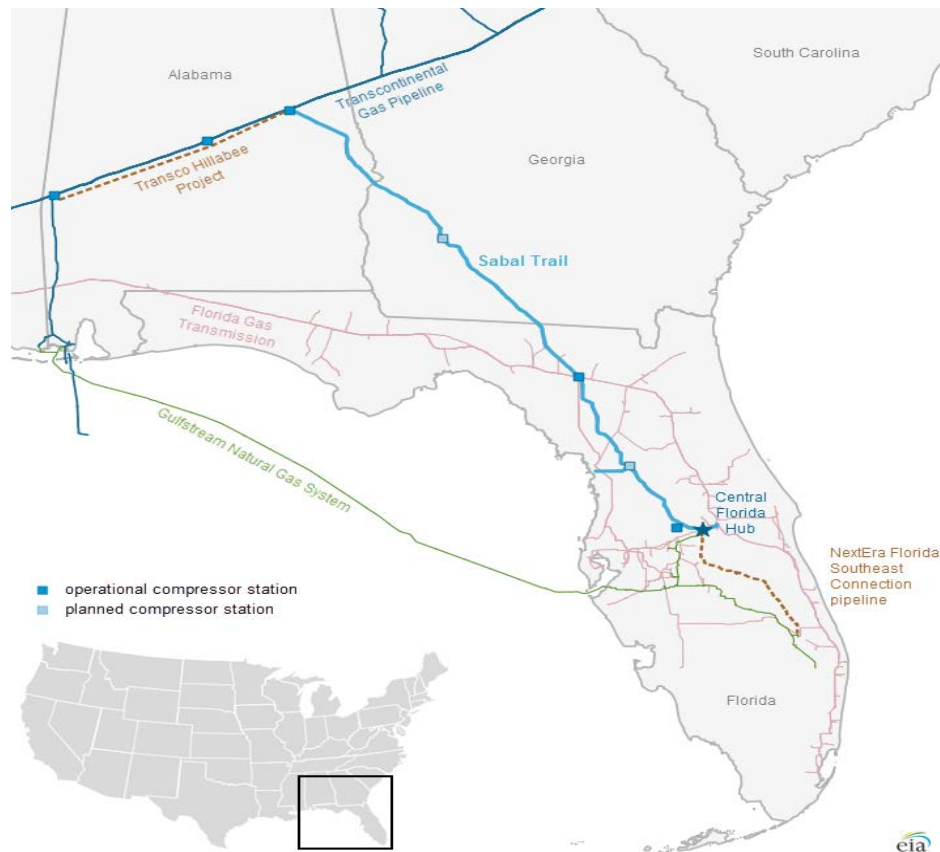 South Carolina
Alabama
Transcontinental
Gas Pipeline
Transco Hillabee
Project
Georgia
Sabal Trail
Florida Gas
Transmission
Gulfstream Natural Gas System
Central
Florida
Hub
NextEra Florida
Southeast
Connection
pipeline
operational compressor station
planned compressor station
Florida
eia